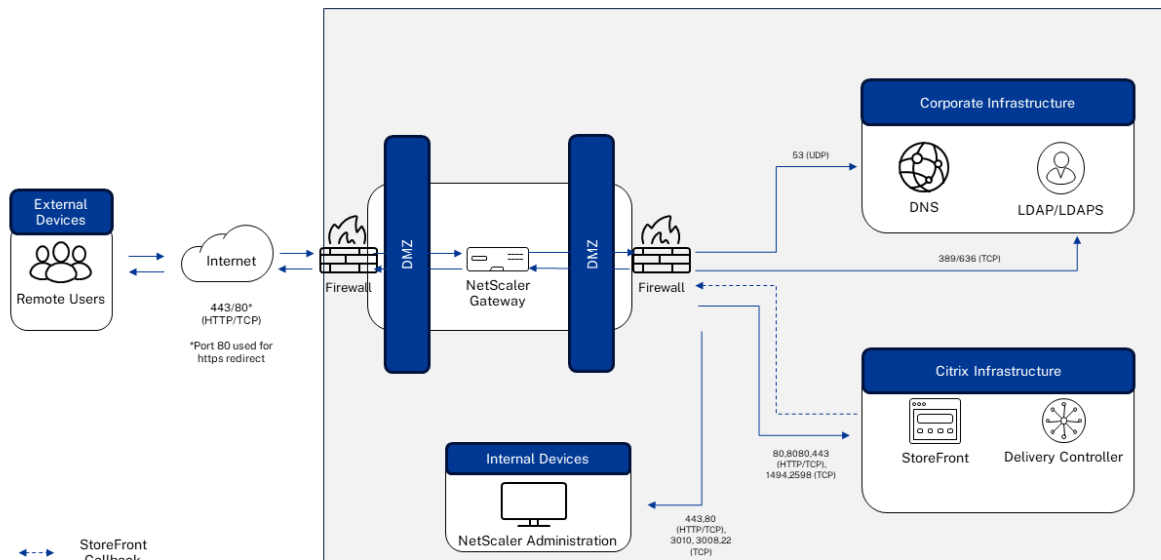 External
Devices
Remote Users
Internet
443/80*
(HTTP/TCP)
*Port 80 used for
https redirect
Firewall
DMZ
NetScaler
Gateway
DMZ
Firewall
53 (UDP)
389/636 (TCP)
Corporate Infrastructure
DNS
LDAP/LDAPS
Citrix Infrastructure
StoreFront
Delivery Controller
80,8080,443
(HTTP/TCP),
1494,2598 (TCP)
Internal Devices
NetScaler Administration
443,80
(HTTP/TCP),
3010, 3008,22
(TCP)
StoreFront
Callback